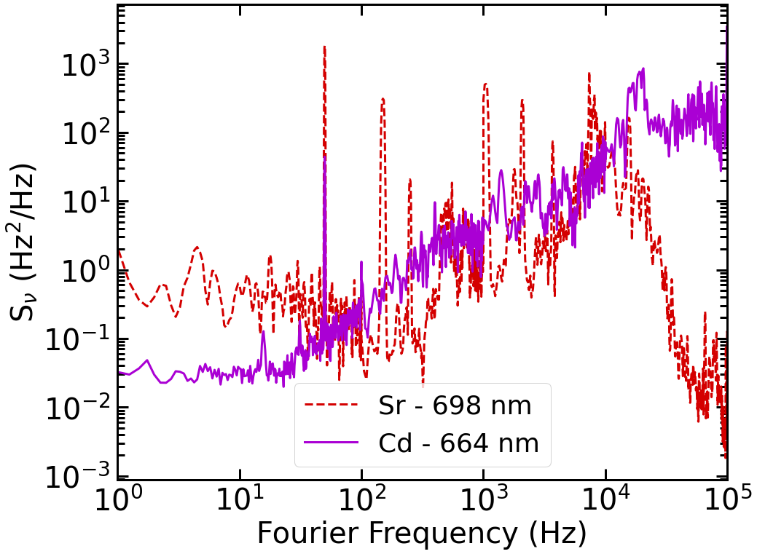 S_ν (Hz²/Hz)
10³
10²
10¹
10⁰
10⁻¹
10⁻²
10⁻³
Sr - 698 nm
Cd - 664 nm
10⁰ 10¹ 10² 10³ 10⁴ 10⁵
Fourier Frequency (Hz)